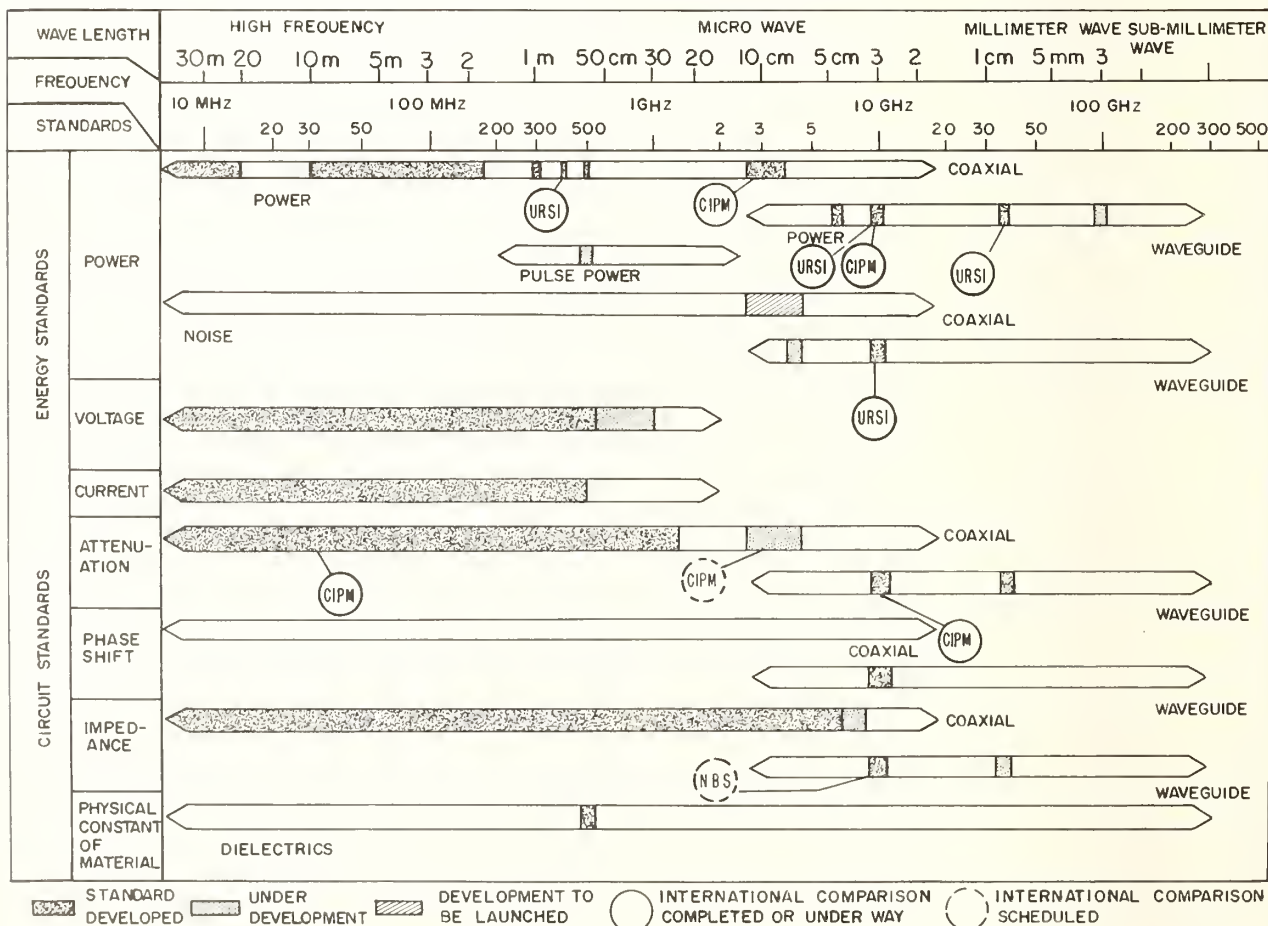 WAVE LENGTH
HIGH FREQUENCY MICRO WAVE MILLIMETER WAVE SUB-MILLIMETER WAVE
30m 20 10m 5m 3 2 1m 50cm 30 20 10cm 5cm 3 2 1cm 5mm 3
FREQUENCY
10 MHz 100 MHz 1GHz 10 GHz 100 GHz
STANDARDS
20 30 50 200 300 500 2 3 5 20 30 50 200 300 500
ENERGY STANDARDS
POWER
COAXIAL
POWER
URSI
CIPM
POWER
WAVEGUIDE
URSI
CIPM
URSI
PULSE POWER
NOISE
COAXIAL
WAVEGUIDE
URSI
VOLTAGE
CURRENT
CIRCUIT STANDARDS
ATTENU-
ATION
COAXIAL
CIPM
CIPM
WAVEGUIDE
CIPM
PHASE
SHIFT
COAXIAL
WAVEGUIDE
IMPED-
ANCE
COAXIAL
NBS
WAVEGUIDE
PHYSICAL
CONSTANT
OF
MATERIAL
DIELECTRICS
STANDARD
DEVELOPED
UNDER
DEVELOPMENT
DEVELOPMENT TO
BE LAUNCHED
INTERNATIONAL COMPARISON
COMPLETED OR UNDER WAY
INTERNATIONAL COMPARISON
SCHEDULED